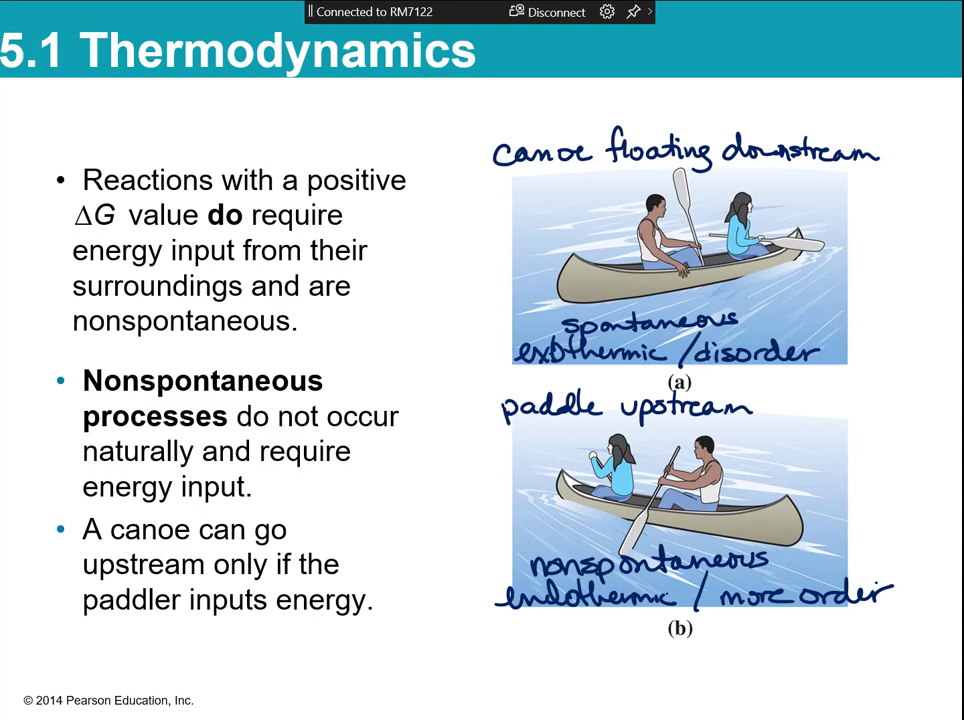 Connected to RM7122
Disconnect
5.1 Thermodynamics
• Reactions with a positive
ΔG value do require
energy input from their
surroundings and are
nonspontaneous.
• Nonspontaneous
processes do not occur
naturally and require
energy input.
• A canoe can go
upstream only if the
paddler inputs energy.
canoe floating downstream
spontaneous
exothermic / disorder
(a)
paddle upstream
nonspontaneous
endothermic / more order
(b)
© 2014 Pearson Education, Inc.